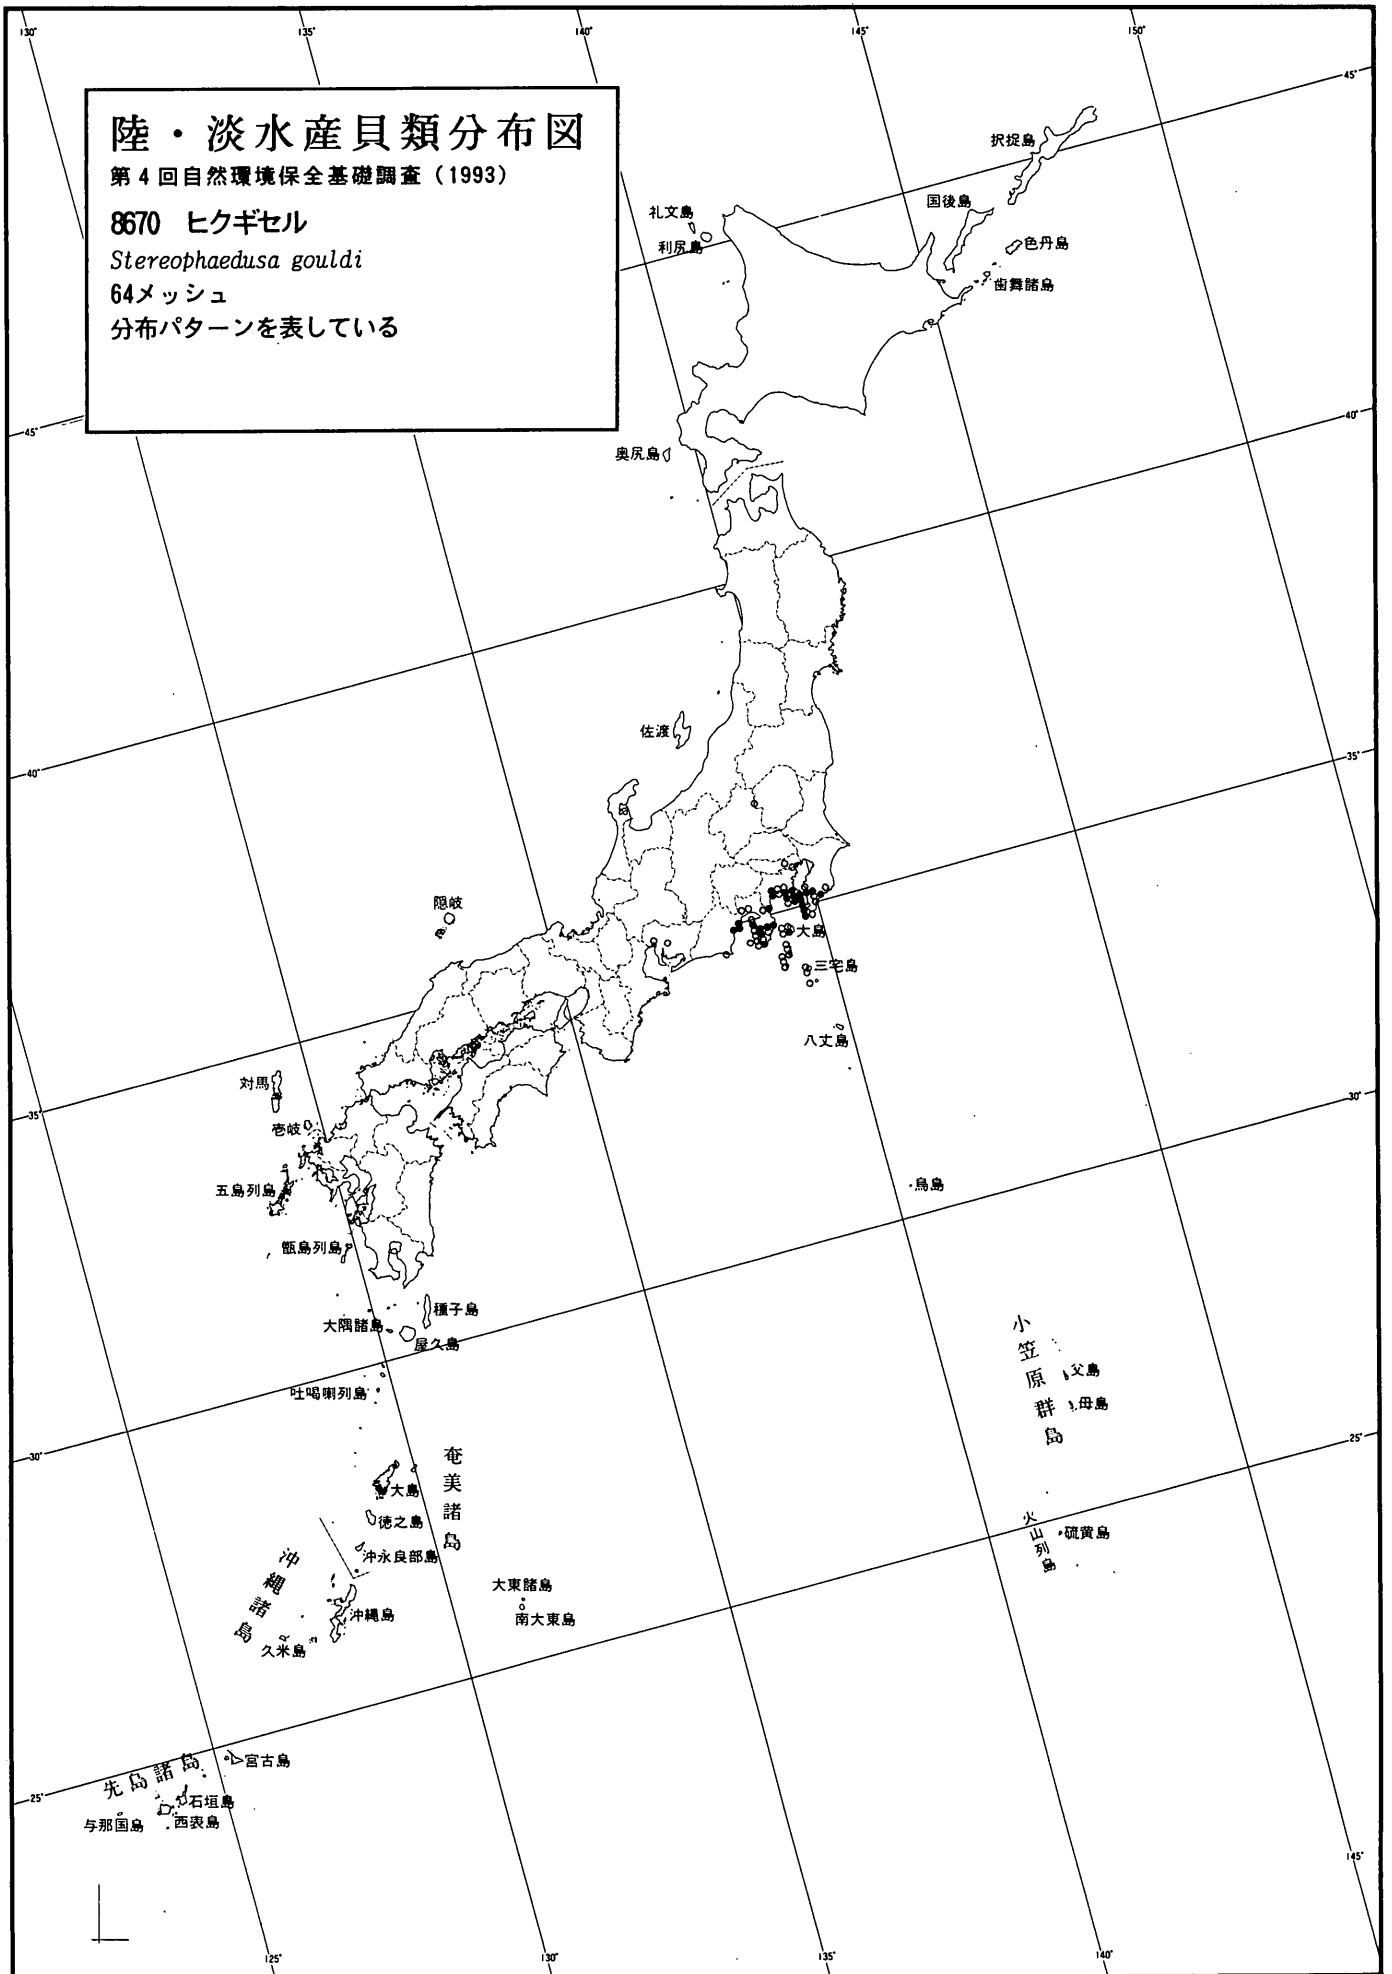 130°
135°
140°
145°
150°
陸・淡水産貝類分布図
第4回自然環境保全基礎調査（1993）
8670 ヒクギセル
Stereophaedusa gouldi
64メッシュ
分布パターンを表している
45°
択捉島
国後島
礼文島
利尻島
色丹島
歯舞諸島
40°
45°
奥尻島
佐渡
35°
40°
隠岐
大島
三宅島
八丈島
対馬
35°
壱岐
30°
五島列島
鳥島
甑島列島
種子島
大隅諸島
屋久島
小笠原群島
父島
吐噶喇列島
母島
25°
30°
奄美諸島
大島
徳之島
火山列島
硫黄島
沖永良部島
沖縄諸島
大東諸島
沖縄島
南大東島
久米島
先島諸島
宮古島
25°
石垣島
与那国島
西表島
145°
125°
130°
135°
140°